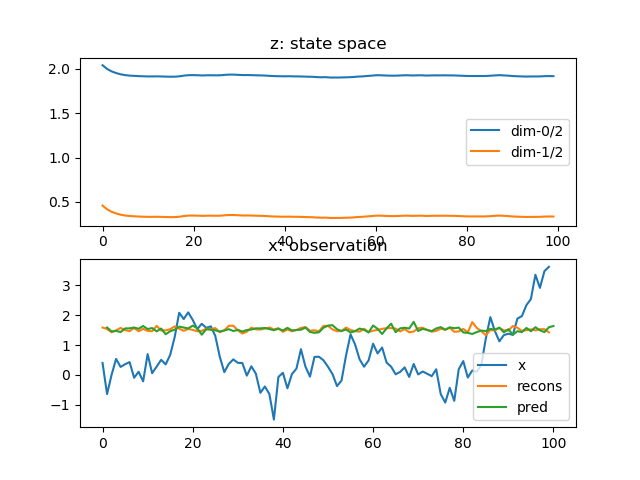 z: state space
2.0
1.5
1.0
0.5
dim-0/2
dim-1/2
0 20 40 60 80 100
x: observation
3
2
1
0
−1
x
recons
pred
0 20 40 60 80 100